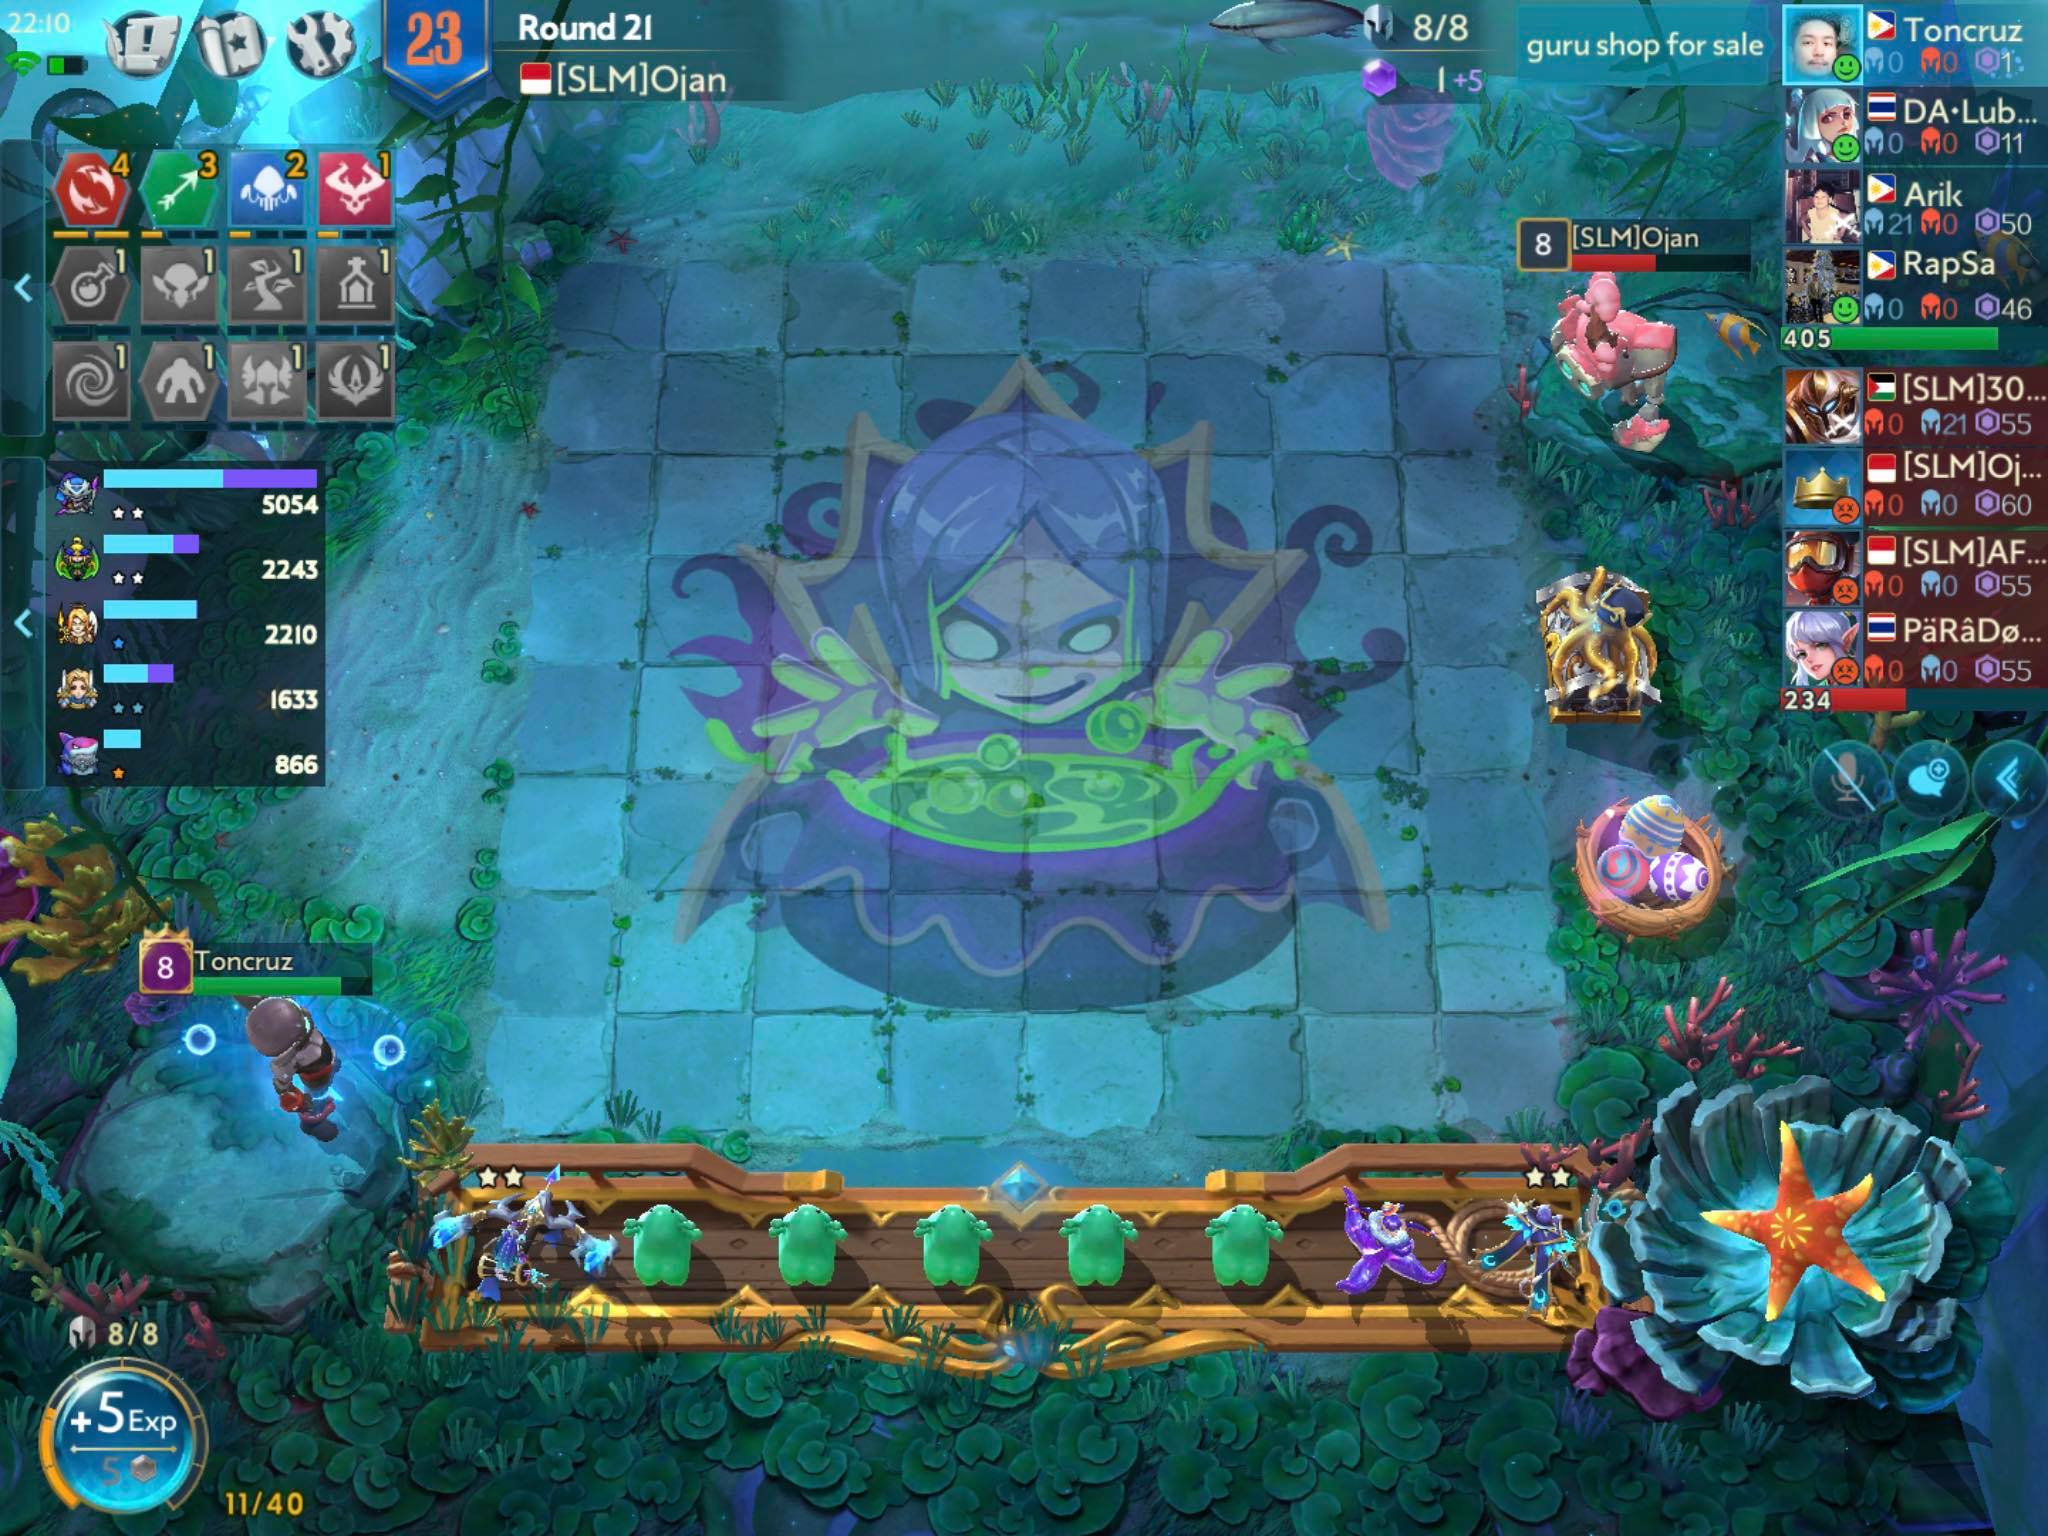 22:10
23
Round 21
[SLM]Ojan
8/8
1 +5
guru shop for sale
Toncruz
0 0 1
DA•Lub...
0 0 11
Arik
21 0 50
RapSa
0 0 46
405
[SLM]30...
0 21 55
[SLM]Oj...
0 0 60
[SLM]AF...
0 0 55
PäRâDø...
0 0 55
234
4 3 2 1
1 1 1 1
1 1 1 1
5054
2243
2210
1633
866
8 [SLM]Ojan
8 Toncruz
8/8
+5 Exp
5
11/40